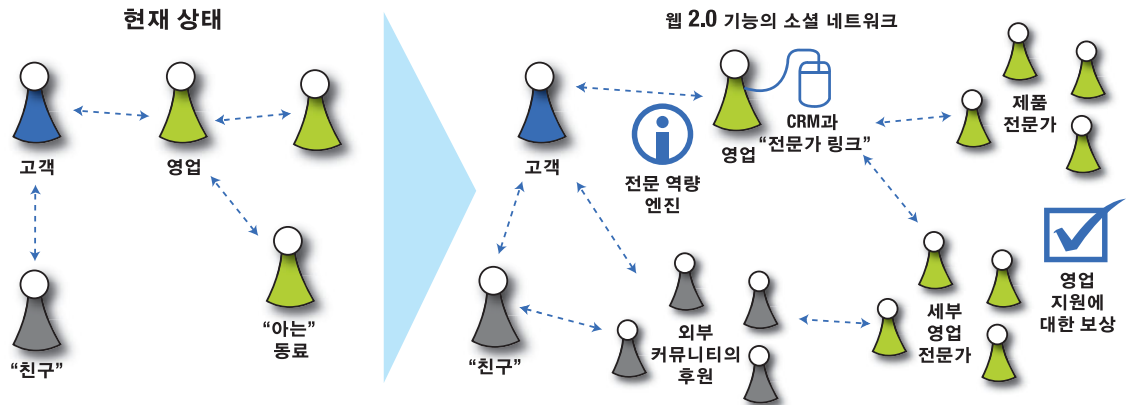 현재 상태
고객
영업
“친구”
“아는”
동료
웹 2.0 기능의 소셜 네트워크
고객
영업
CRM과
“전문가 링크”
전문 역량
엔진
제품
전문가
“친구”
외부
커뮤니티의
후원
세부
영업
전문가
영업
지원에
대한 보상